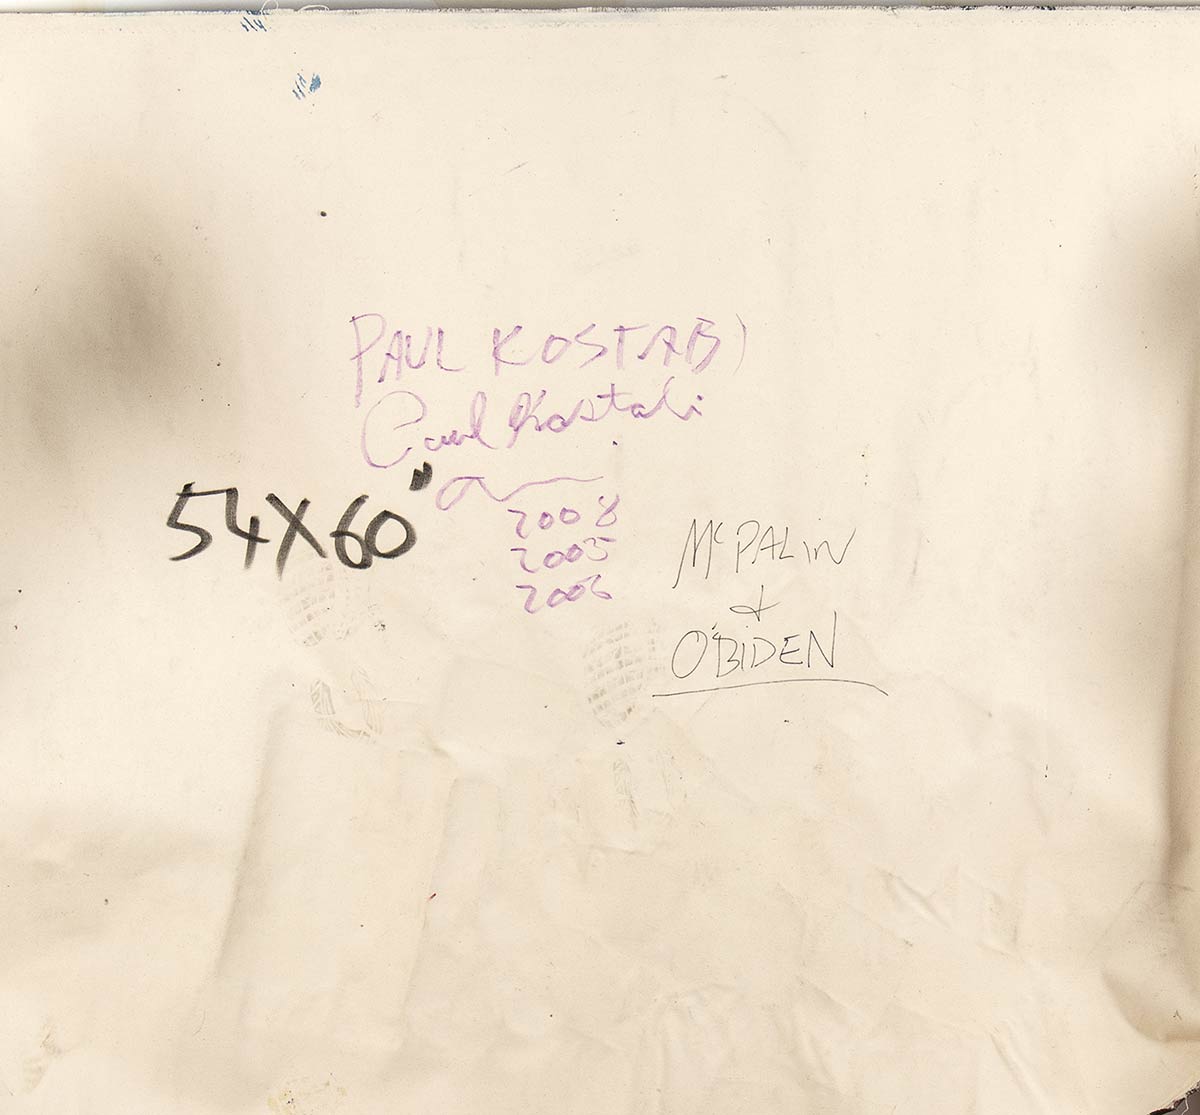 PAUL KOSTABI
Paul Kostabi
54X60"
2008
2005
2006
McPALIN
+
O'BIDEN